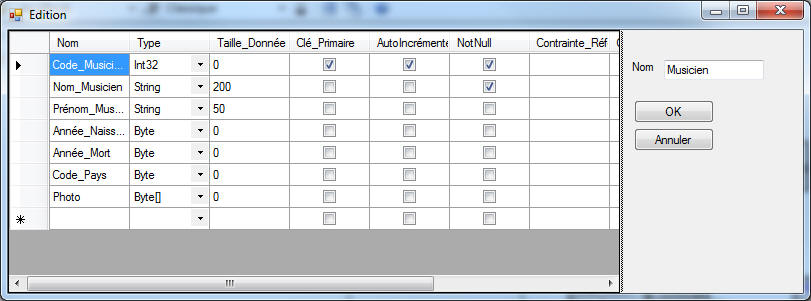 Edition
Nom Type Taille_Donnée Clé_Primaire AutoIncrémente NotNull Contrainte_Réf
Code_Musici... Int32 0
Nom_Musicien String 200
Prénom_Mus... String 50
Année_Naiss... Byte 0
Année_Mort Byte 0
Code_Pays Byte 0
Photo Byte[] 0
Nom Musicien
OK
Annuler